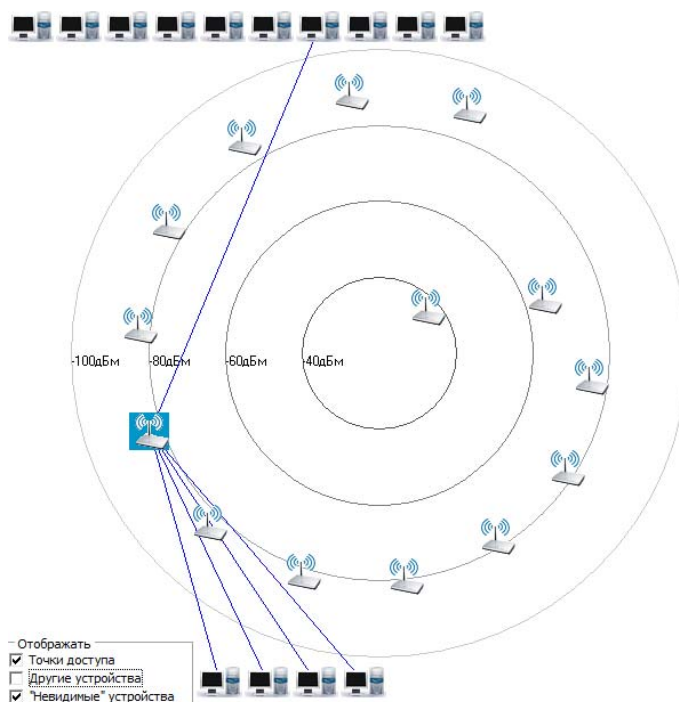 -100дБм -80дБм -60дБм -40дБм
Отображать
Точки доступа
Другие устройства
"Невидимые" устройства